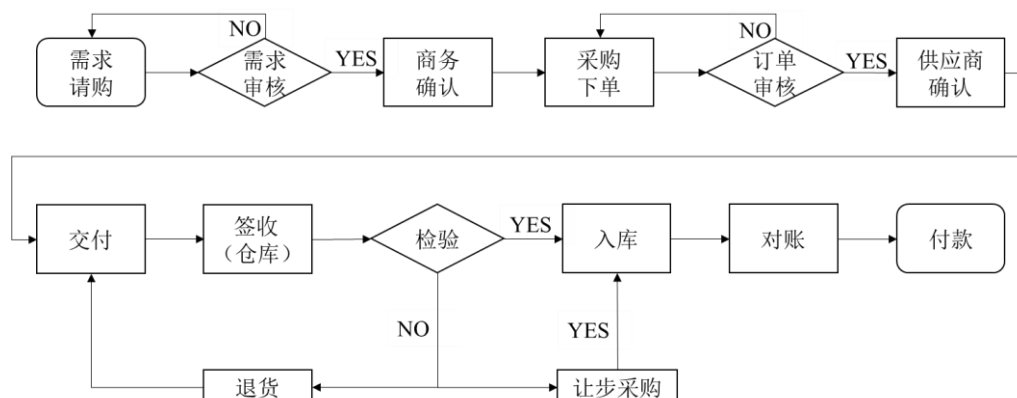 NO
NO
需求
请购
需求
审核
YES
商务
确认
采购
下单
订单
审核
YES
供应商
确认
交付
签收
（仓库）
检验
YES
入库
对账
付款
NO
YES
退货
让步采购